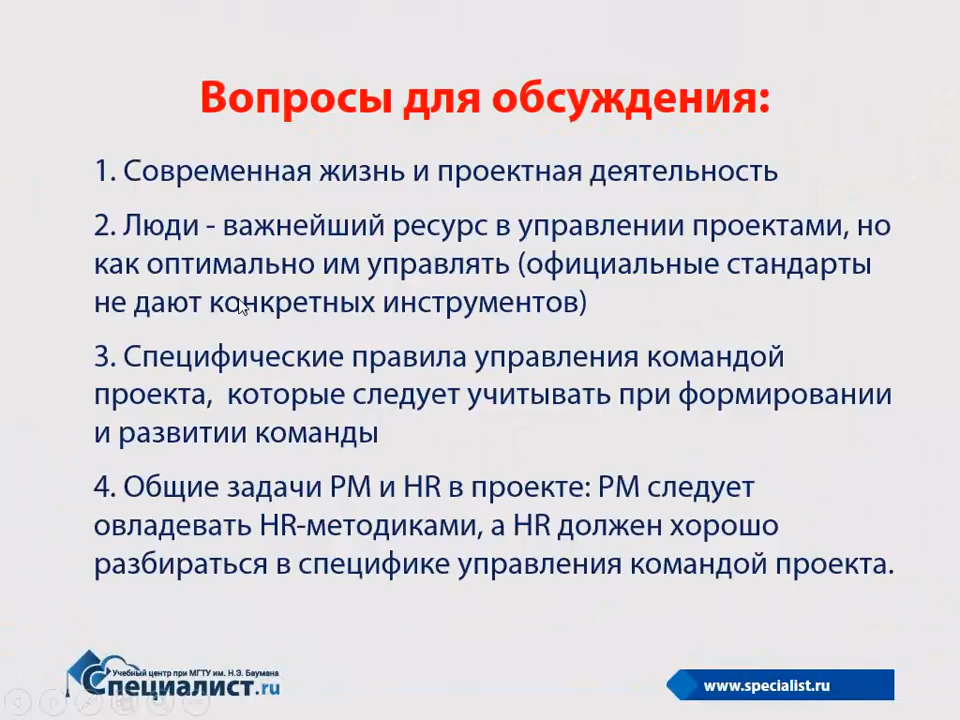 Вопросы для обсуждения:
1. Современная жизнь и проектная деятельность
2. Люди - важнейший ресурс в управлении проектами, но
как оптимально им управлять (официальные стандарты
не дают конкретных инструментов)
3. Специфические правила управления командой
проекта,  которые следует учитывать при формировании
и развитии команды
4. Общие задачи PM и HR в проекте: PM следует
овладевать HR-методиками, а HR должен хорошо
разбираться в специфике управления командой проекта.
Учебный центр при МГТУ им. Н.Э. Баумана
Специалист.ru
www.specialist.ru